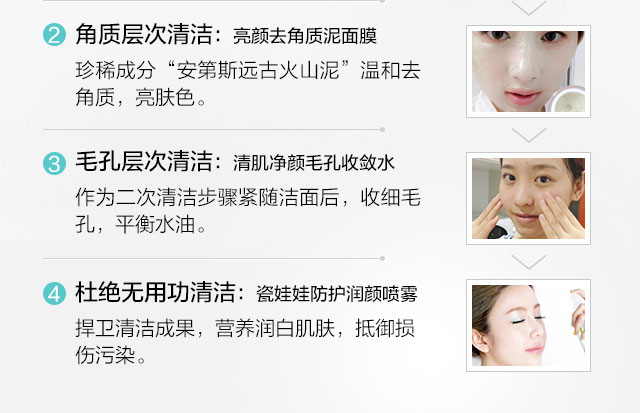 2 角质层次清洁：亮颜去角质泥面膜
珍稀成分“安第斯远古火山泥”温和去
角质，亮肤色。
3 毛孔层次清洁：清肌净颜毛孔收敛水
作为二次清洁步骤紧随洁面后，收细毛
孔，平衡水油。
4 杜绝无用功清洁：瓷娃娃防护润颜喷雾
捍卫清洁成果，营养润白肌肤，抵御损
伤污染。